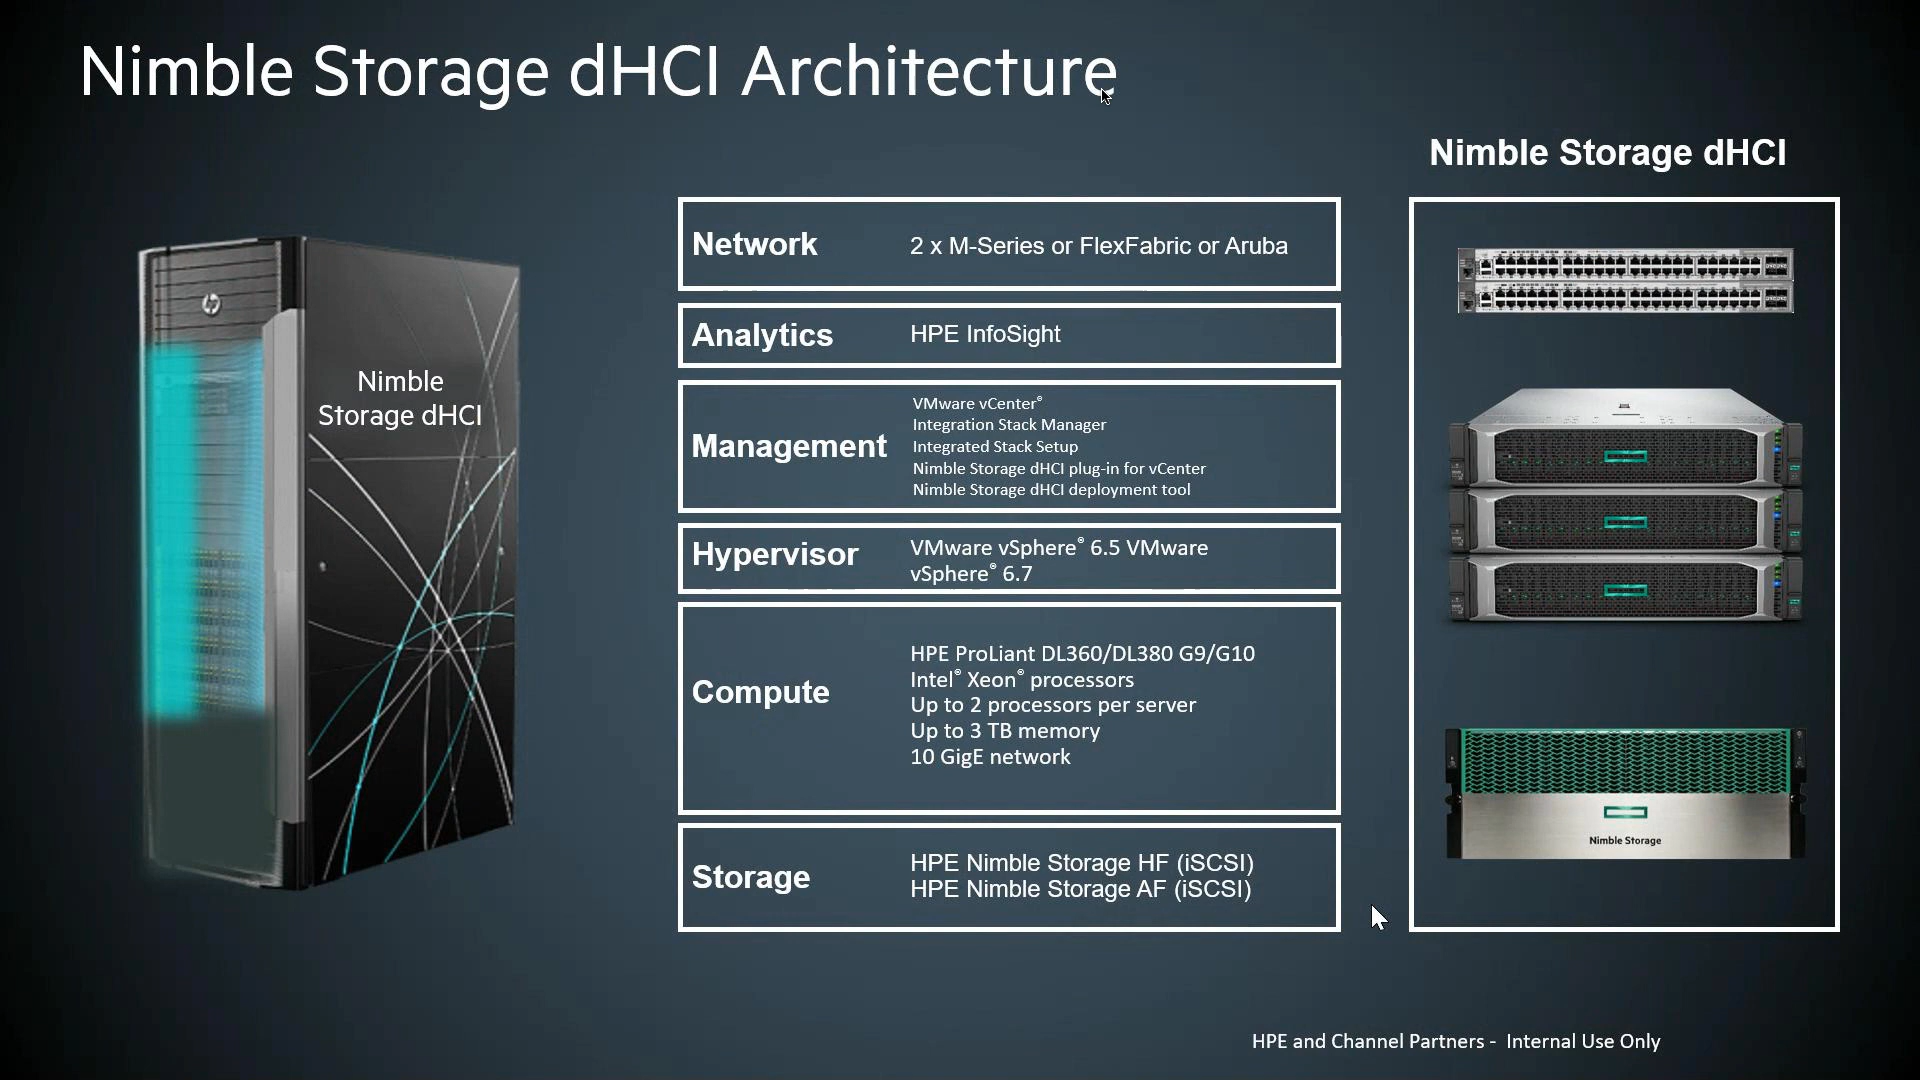 Nimble Storage dHCI Architecture
Nimble Storage dHCI
Nimble
Storage dHCI
Network
2 x M-Series or FlexFabric or Aruba
Analytics
HPE InfoSight
Management
VMware vCenter®
Integration Stack Manager
Integrated Stack Setup
Nimble Storage dHCI plug-in for vCenter
Nimble Storage dHCI deployment tool
Hypervisor
VMware vSphere® 6.5 VMware
vSphere® 6.7
Compute
HPE ProLiant DL360/DL380 G9/G10
Intel® Xeon® processors
Up to 2 processors per server
Up to 3 TB memory
10 GigE network
Storage
HPE Nimble Storage HF (iSCSI)
HPE Nimble Storage AF (iSCSI)
Nimble Storage
HPE and Channel Partners - Internal Use Only